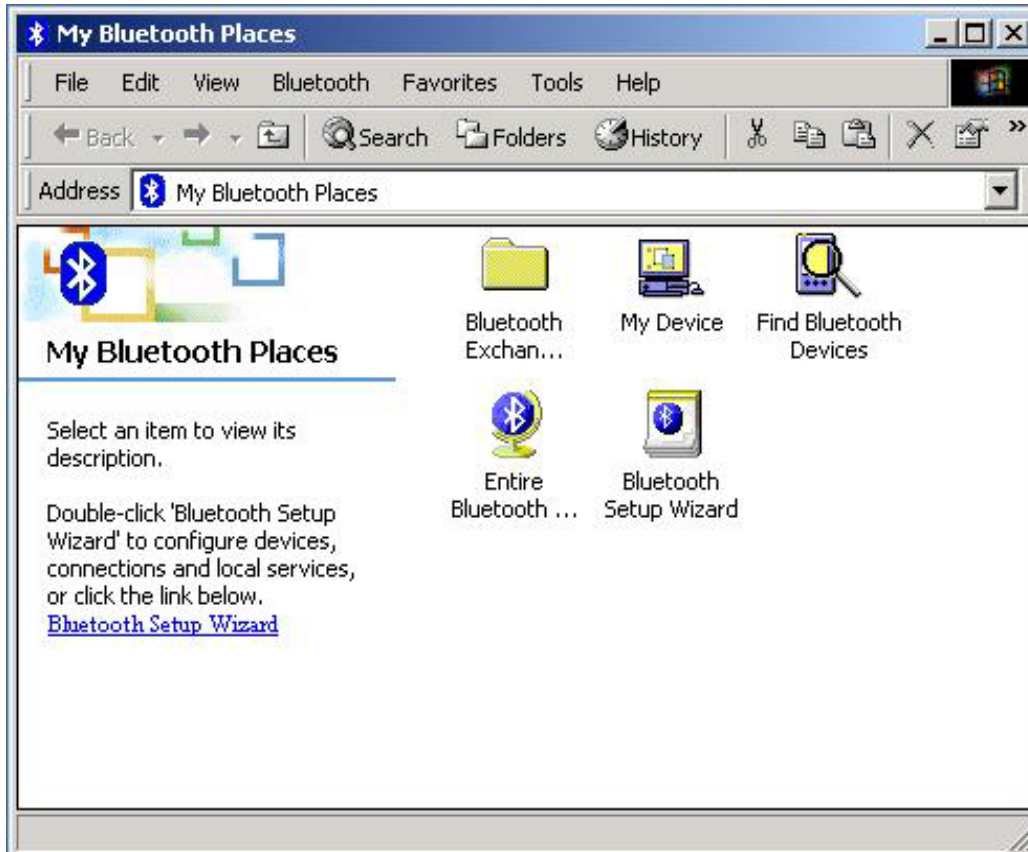 My Bluetooth Places
File Edit View Bluetooth Favorites Tools Help
Back Search Folders History »
Address My Bluetooth Places
My Bluetooth Places
Select an item to view its
description.
Double-click 'Bluetooth Setup
Wizard' to configure devices,
connections and local services,
or click the link below.
Bluetooth Setup Wizard
Bluetooth
Exchan...
My Device
Find Bluetooth
Devices
Entire
Bluetooth ...
Bluetooth
Setup Wizard